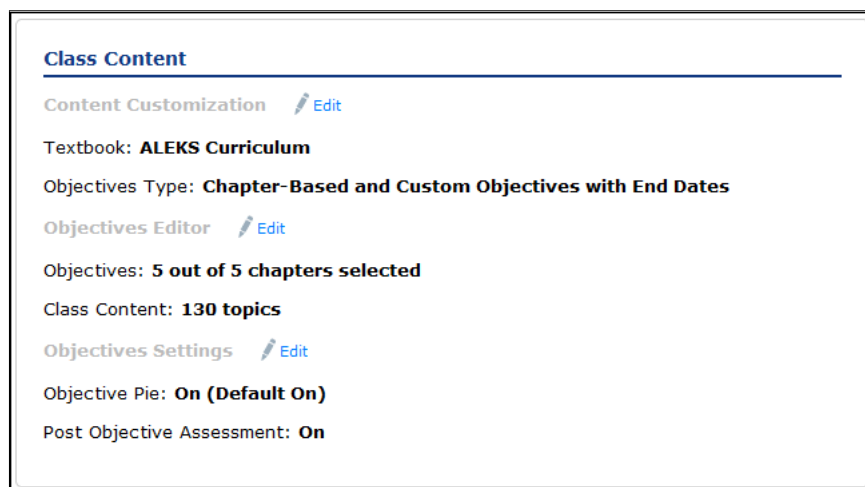 Class Content
Content Customization Edit
Textbook: ALEKS Curriculum
Objectives Type: Chapter-Based and Custom Objectives with End Dates
Objectives Editor Edit
Objectives: 5 out of 5 chapters selected
Class Content: 130 topics
Objectives Settings Edit
Objective Pie: On (Default On)
Post Objective Assessment: On